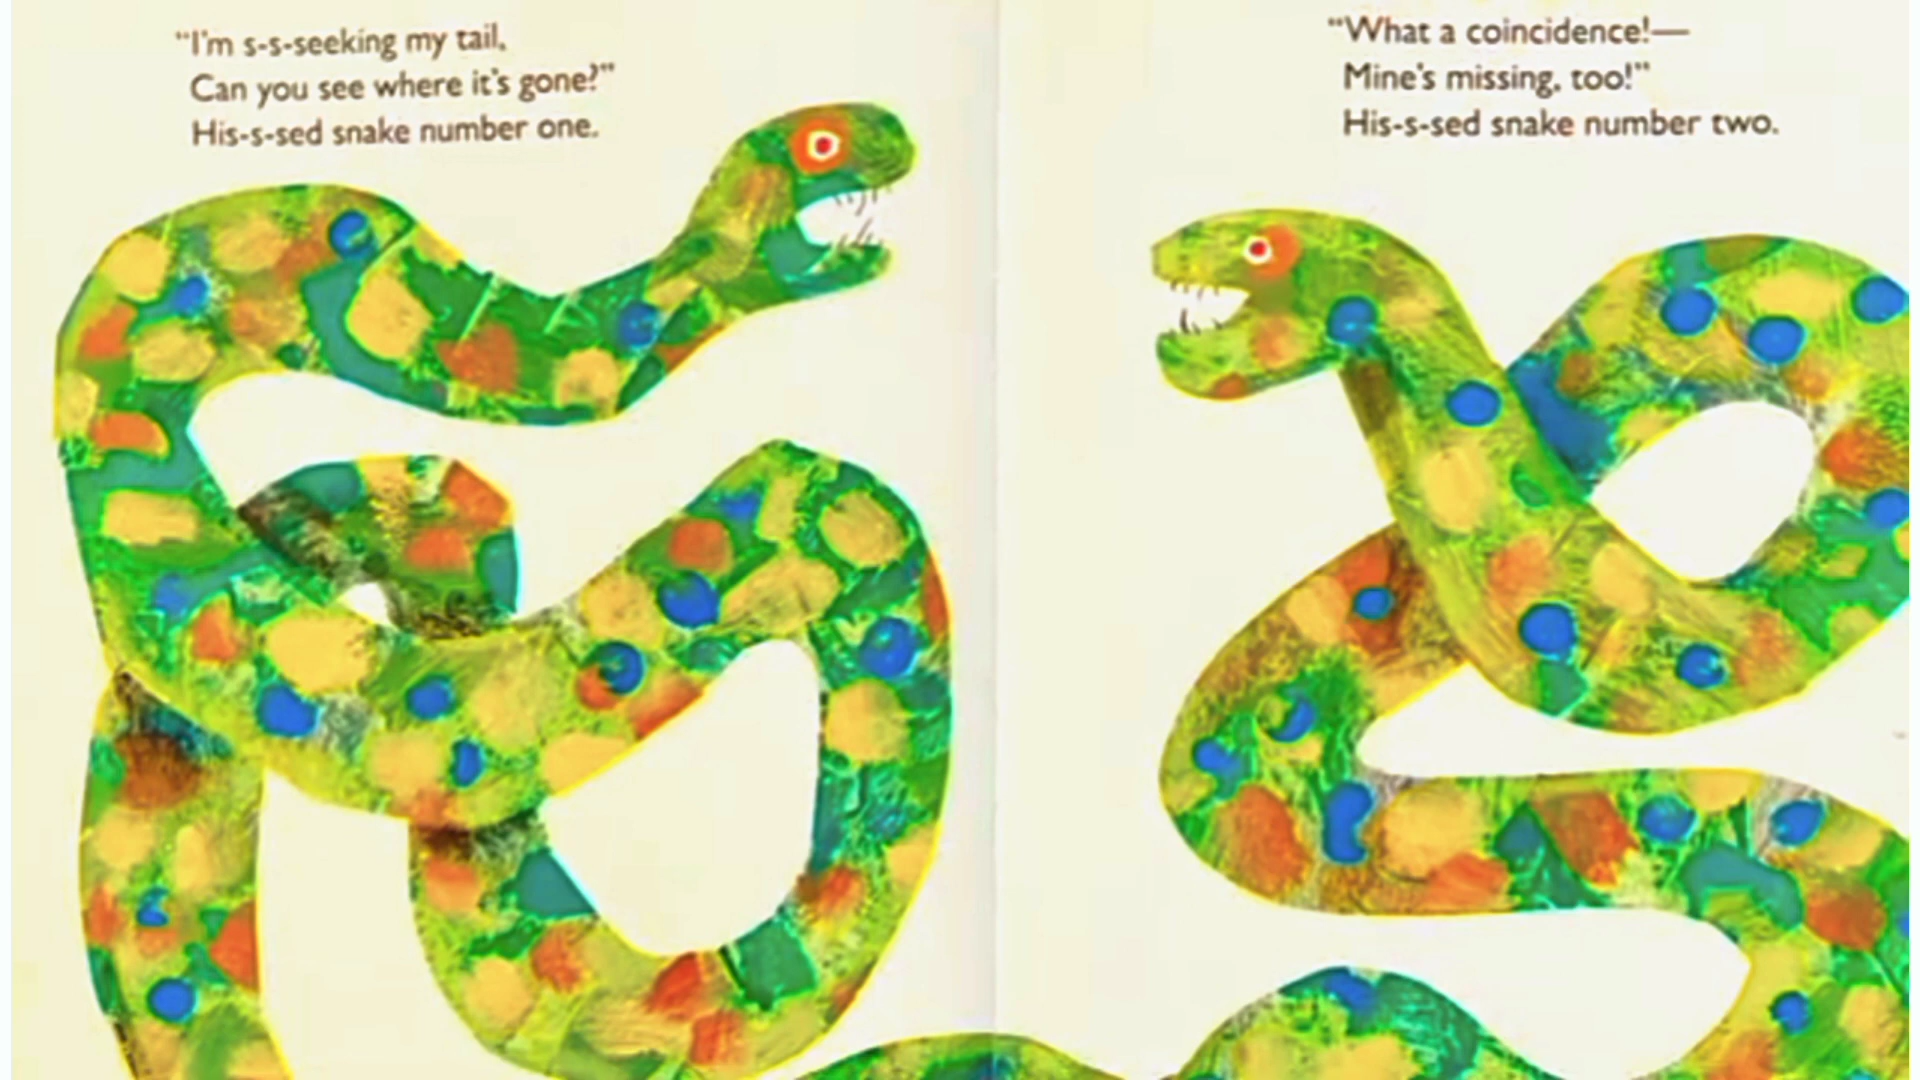 “I'm s-s-seeking my tail,
Can you see where it's gone?”
His-s-sed snake number one.
“What a coincidence!—
Mine's missing, too!”
His-s-sed snake number two.